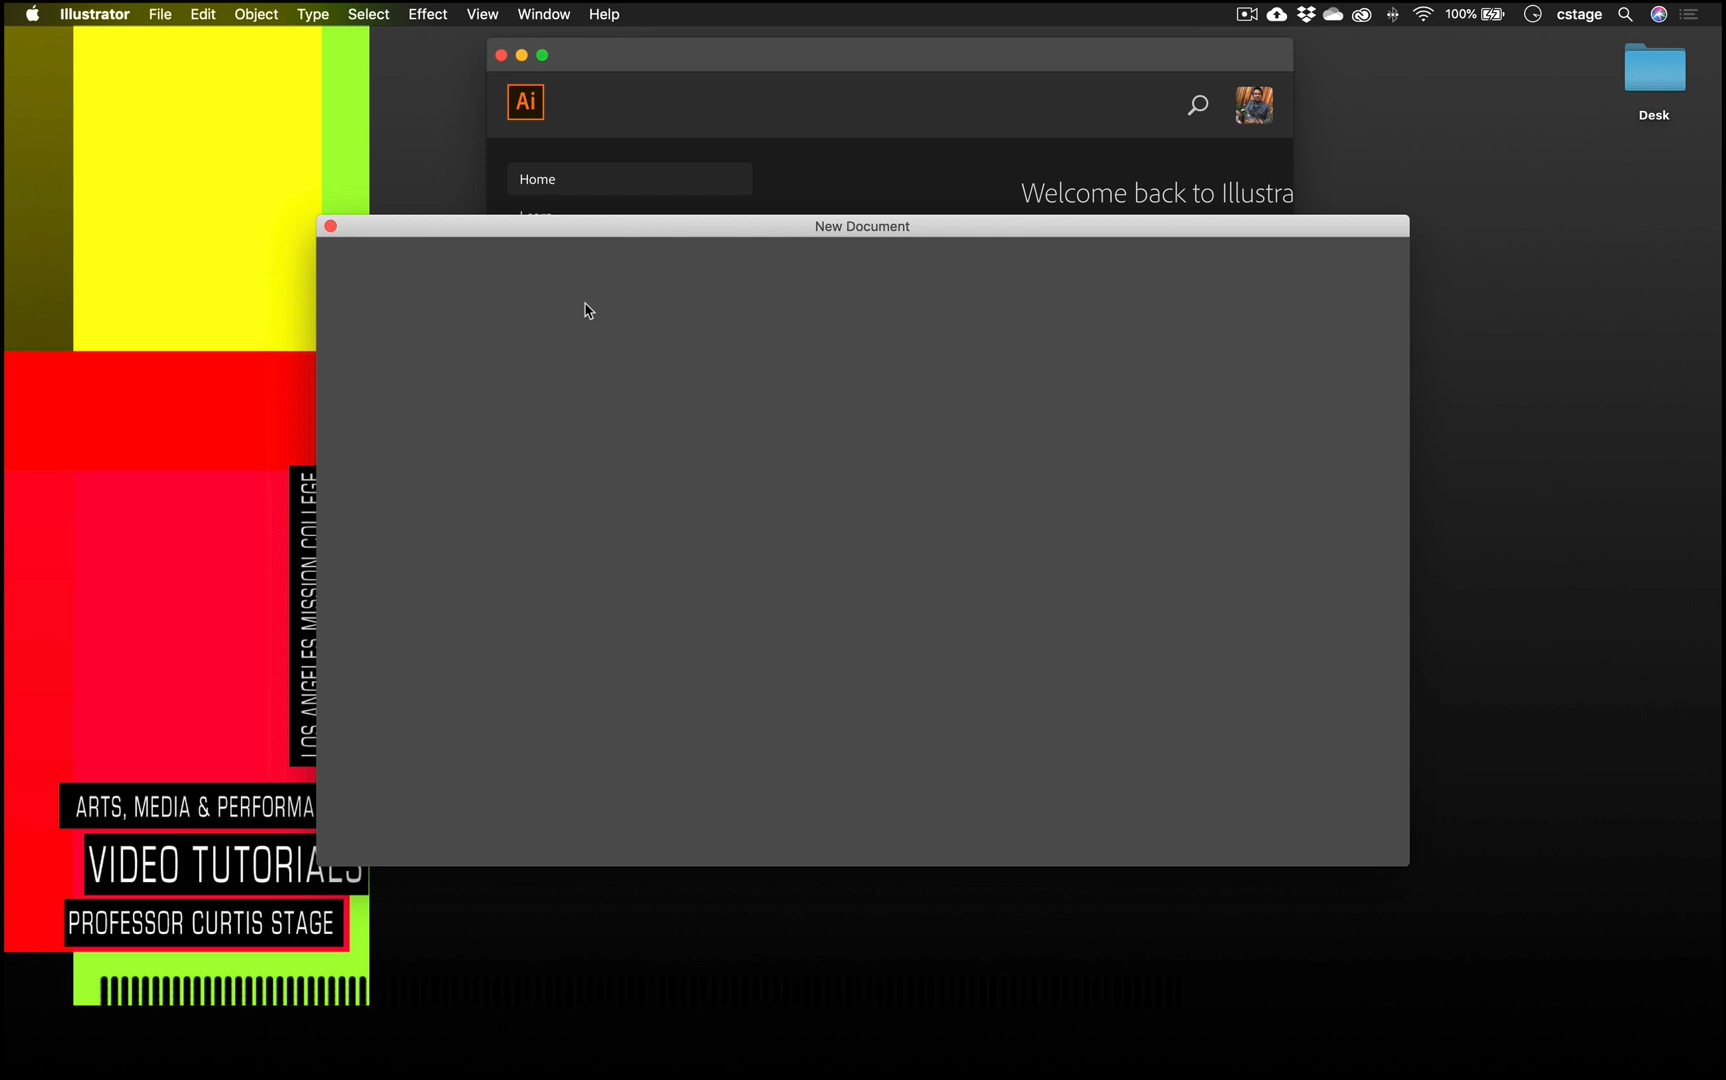 Illustrator File Edit Object Type Select Effect View Window Help
100% cstage
Desk
Ai
Home
Welcome back to Illustra
New Document
LOS ANGELES MISSION COLLEGE
ARTS, MEDIA & PERFORMA
VIDEO TUTORIALS
PROFESSOR CURTIS STAGE